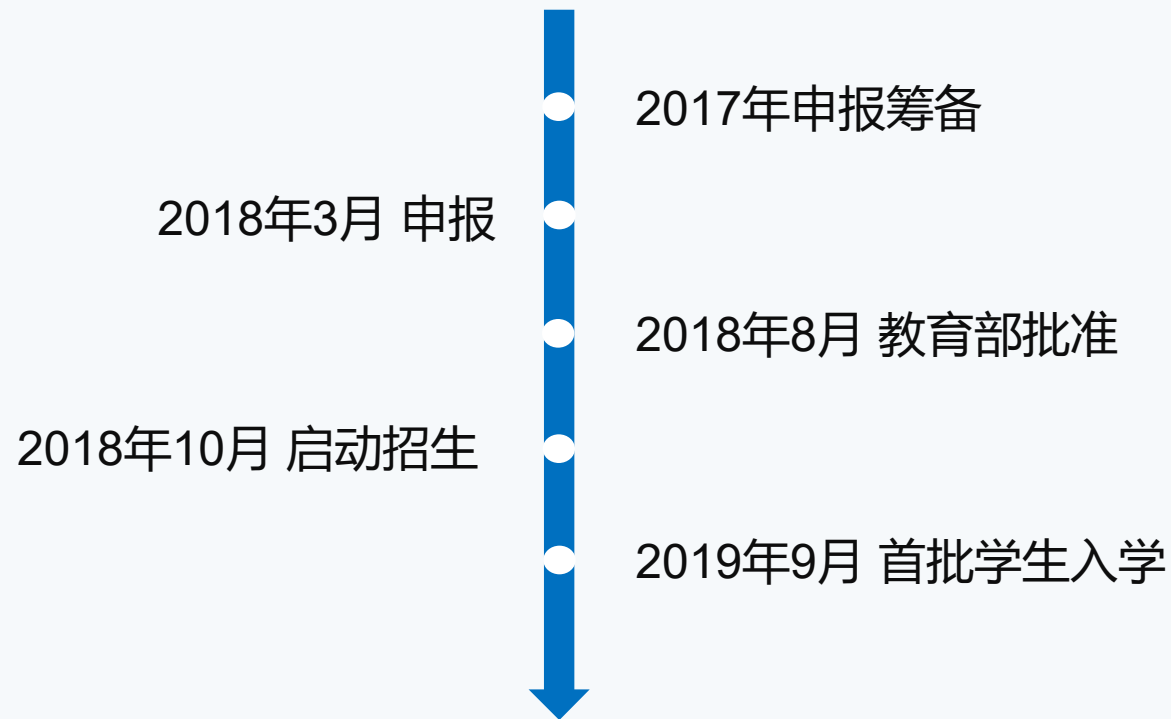 2017年申报筹备
2018年3月 申报
2018年8月 教育部批准
2018年10月 启动招生
2019年9月 首批学生入学